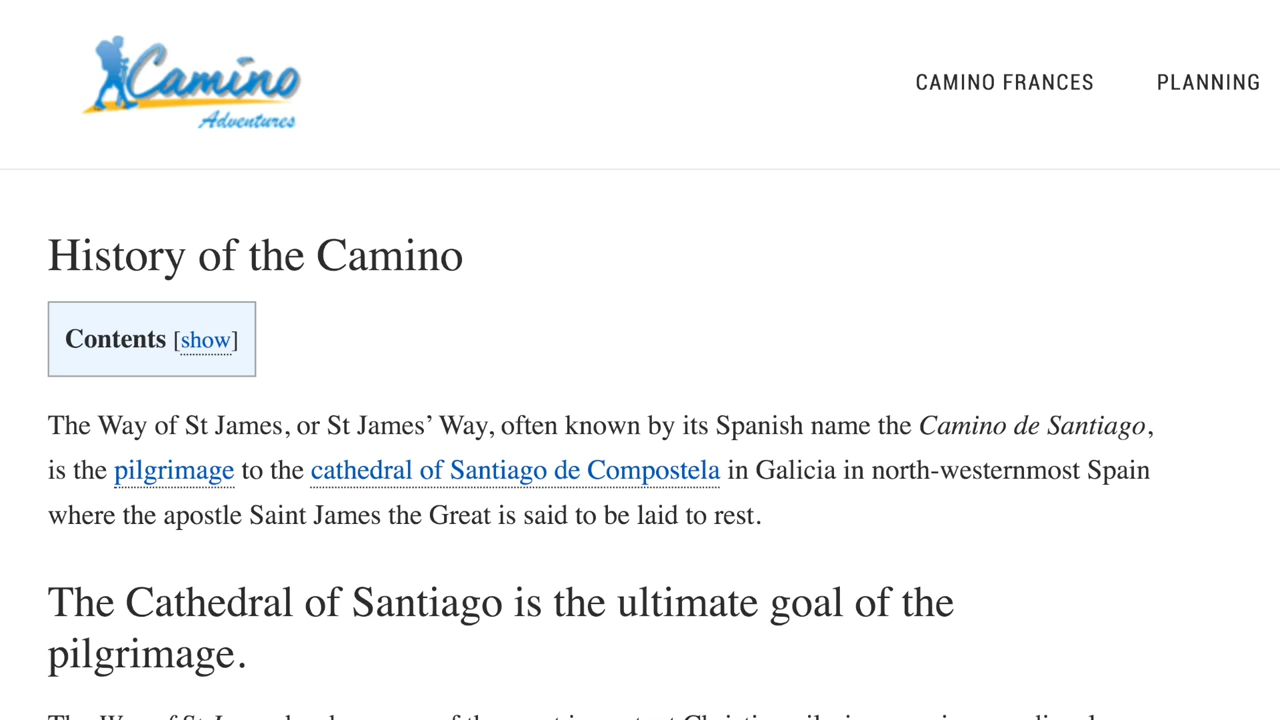 Camino
Adventures
CAMINO FRANCES PLANNING
History of the Camino
Contents [show]
The Way of St James, or St James’ Way, often known by its Spanish name the Camino de Santiago,
is the pilgrimage to the cathedral of Santiago de Compostela in Galicia in north-westernmost Spain
where the apostle Saint James the Great is said to be laid to rest.
The Cathedral of Santiago is the ultimate goal of the
pilgrimage.